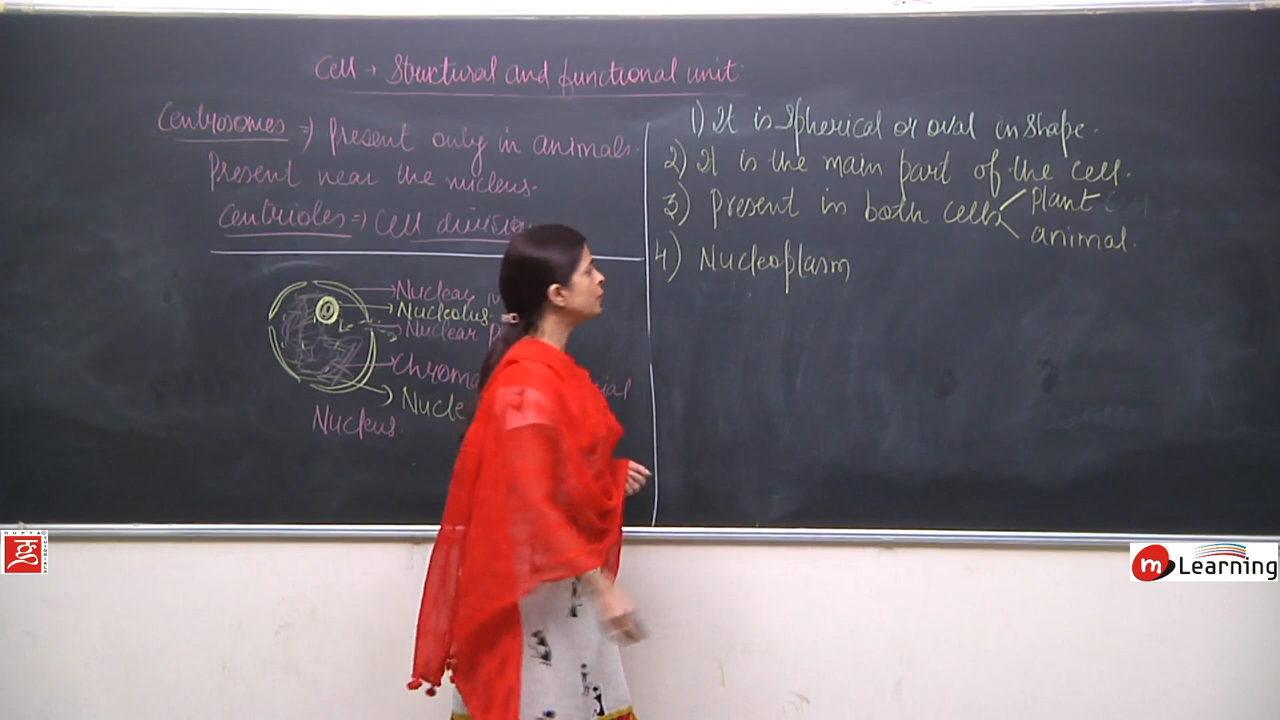 Cell → Structural and functional unit
Centrosomes ⇒ Present only in animals.
Present near the nucleus.
Centrioles ⇒ Cell division
Nuclear
Nucleolus.
Nuclear
Nucleus.
1) It is Spherical or oval in shape.
2) It is the main part of the cell.
3) Present in both cells Plant
animal.
4) Nucleoplasm
GUPTA TUTORIALS
m Learning